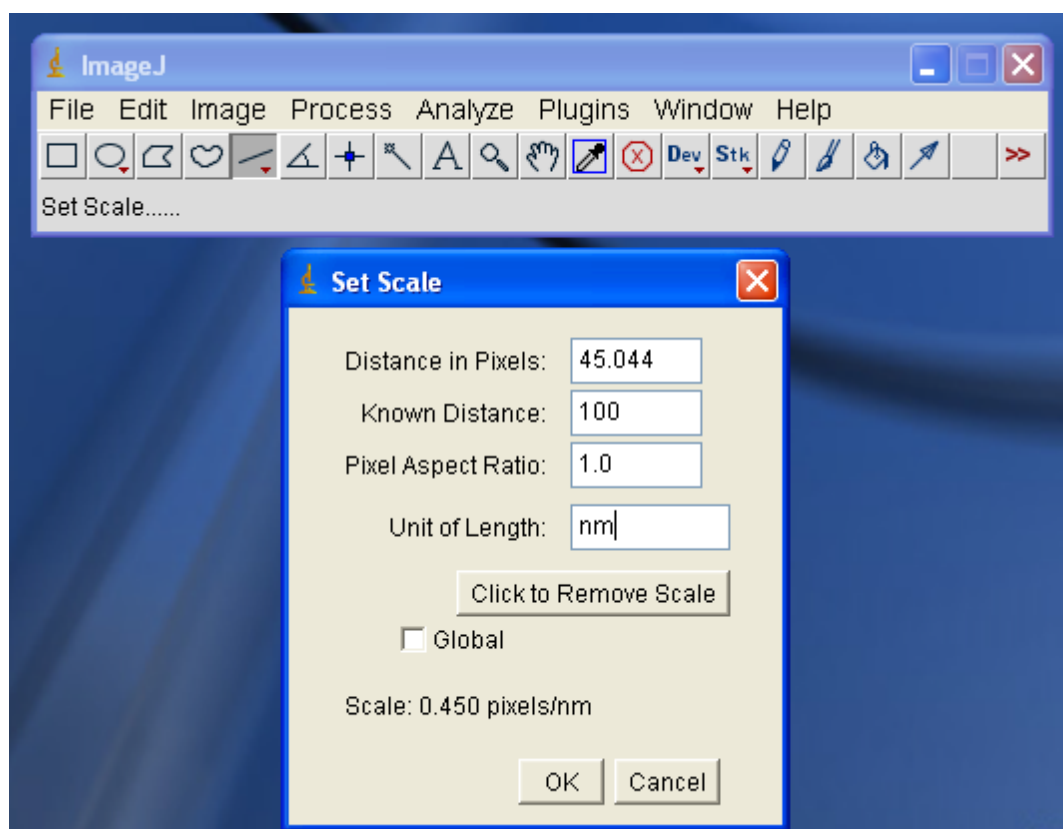 ImageJ
File Edit Image Process Analyze Plugins Window Help
A Dev Stk >>
Set Scale......
Set Scale
Distance in Pixels: 45.044
Known Distance: 100
Pixel Aspect Ratio: 1.0
Unit of Length: nm
Click to Remove Scale
Global
Scale: 0.450 pixels/nm
OK Cancel